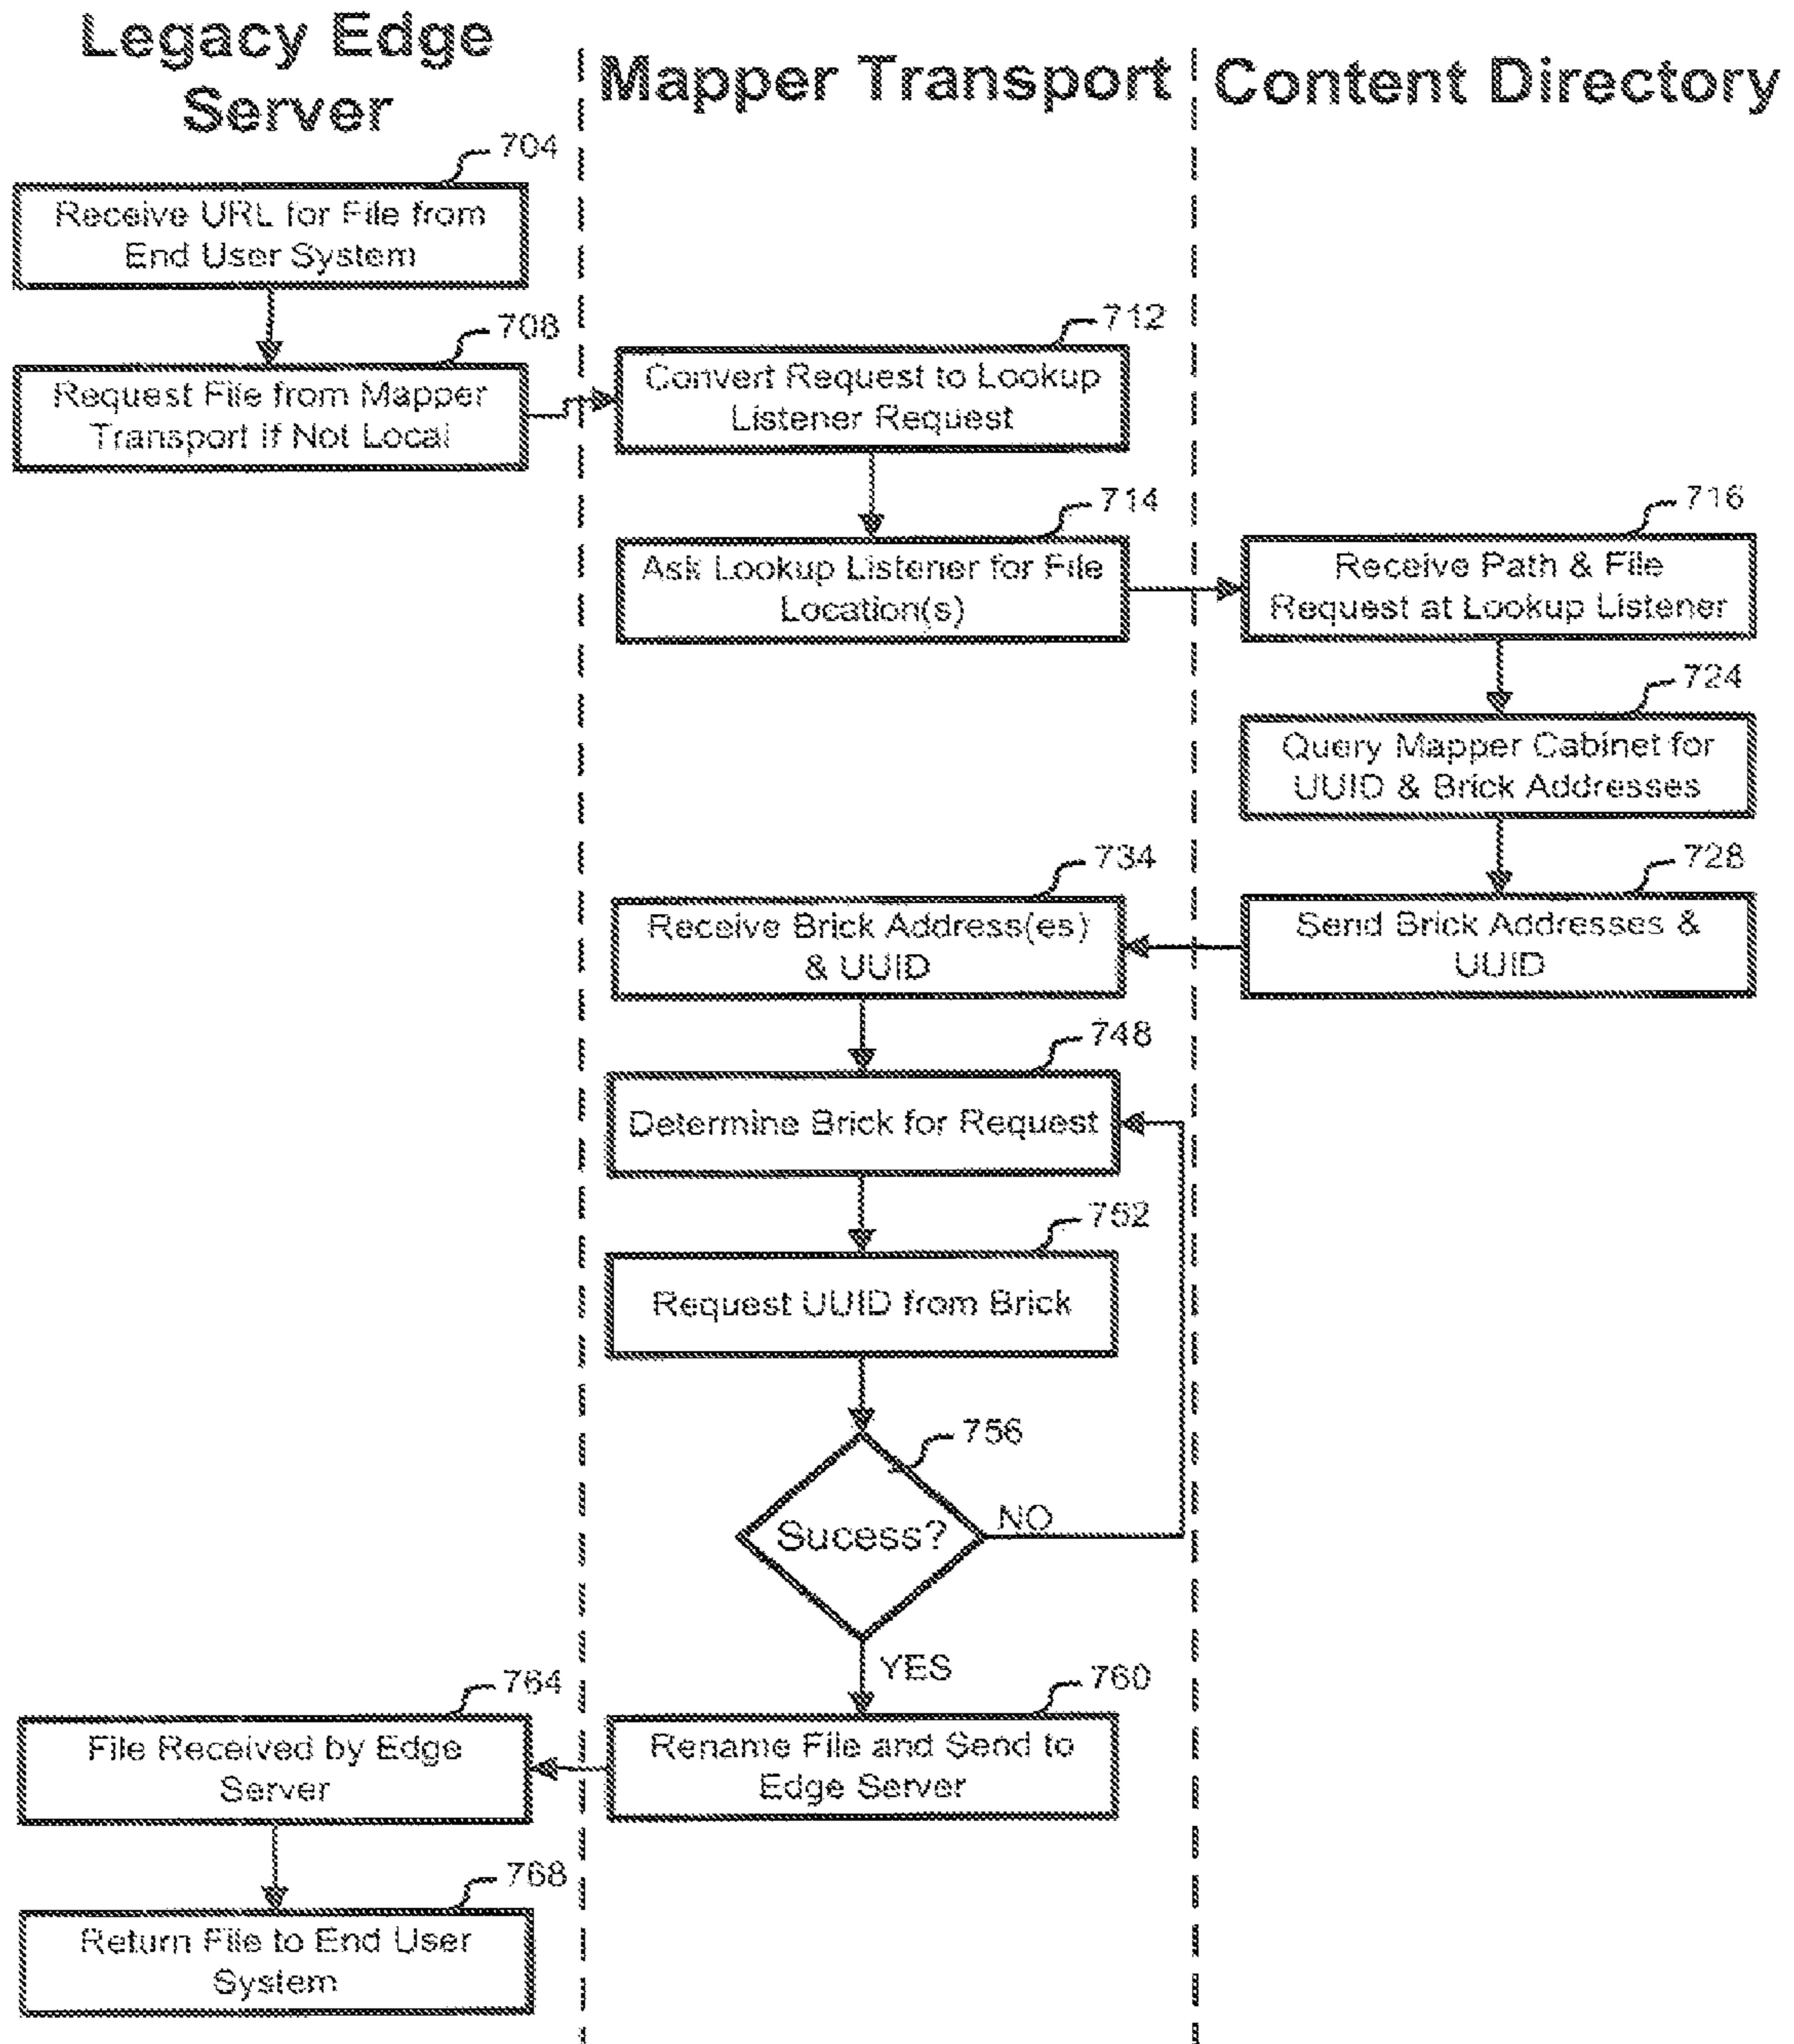 Legacy Edge
Server
Mapper Transport
Content Directory
704
Receive URL for File from
End User System
708
Request File from Mapper
Transport if Not Local
712
Convert Request to Lookup
Listener Request
714
Ask Lookup Listener for File
Location(s)
716
Receive Path & File
Request at Lookup Listener
724
Query Mapper Cabinet for
UUID & Brick Addresses
728
Send Brick Addresses &
UUID
734
Receive Brick Address(es)
& UUID
748
Determine Brick for Request
752
Request UUID from Brick
756
Sucess?
NO
YES
760
Rename File and Send to
Edge Server
764
File Received by Edge
Server
768
Return File to End User
System